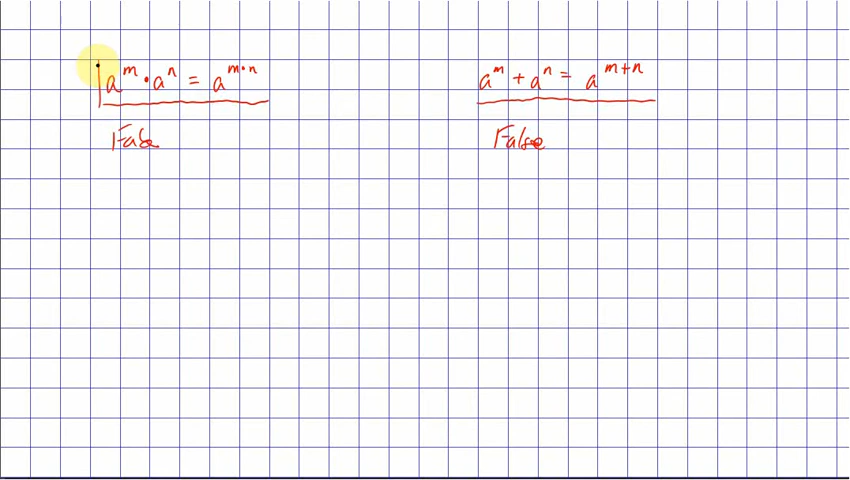 a^m · a^n = a^{m·n}
a^m + a^n = a^{m+n}
False
False